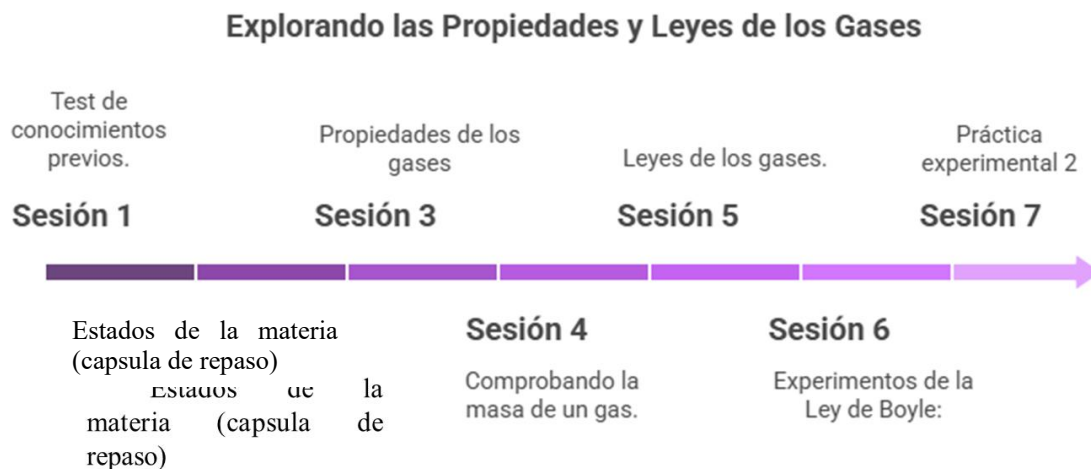 Explorando las Propiedades y Leyes de los Gases
Test de
conocimientos
previos.
Sesión 1
Propiedades de los
gases
Sesión 3
Leyes de los gases.
Sesión 5
Práctica
experimental 2
Sesión 7
Estados de la materia
(capsula de repaso)
Estados de la
materia (capsula de
repaso)
Sesión 4
Comprobando la
masa de un gas.
Sesión 6
Experimentos de la
Ley de Boyle: